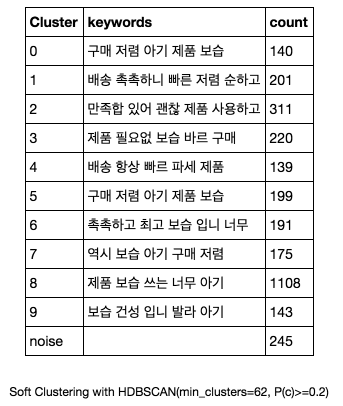 Cluster keywords count
0 구매 저렴 아기 제품 보습 140
1 배송 촉촉하니 빠른 저렴 순하고 201
2 만족합 있어 괜찮 제품 사용하고 311
3 제품 필요없 보습 바르 구매 220
4 배송 항상 빠르 파세 제품 139
5 구매 저렴 아기 제품 보습 199
6 촉촉하고 최고 보습 입니 너무 191
7 역시 보습 아기 구매 저렴 175
8 제품 보습 쓰는 너무 아기 1108
9 보습 건성 입니 발라 아기 143
noise 245
Soft Clustering with HDBSCAN(min_clusters=62, P(c)>=0.2)